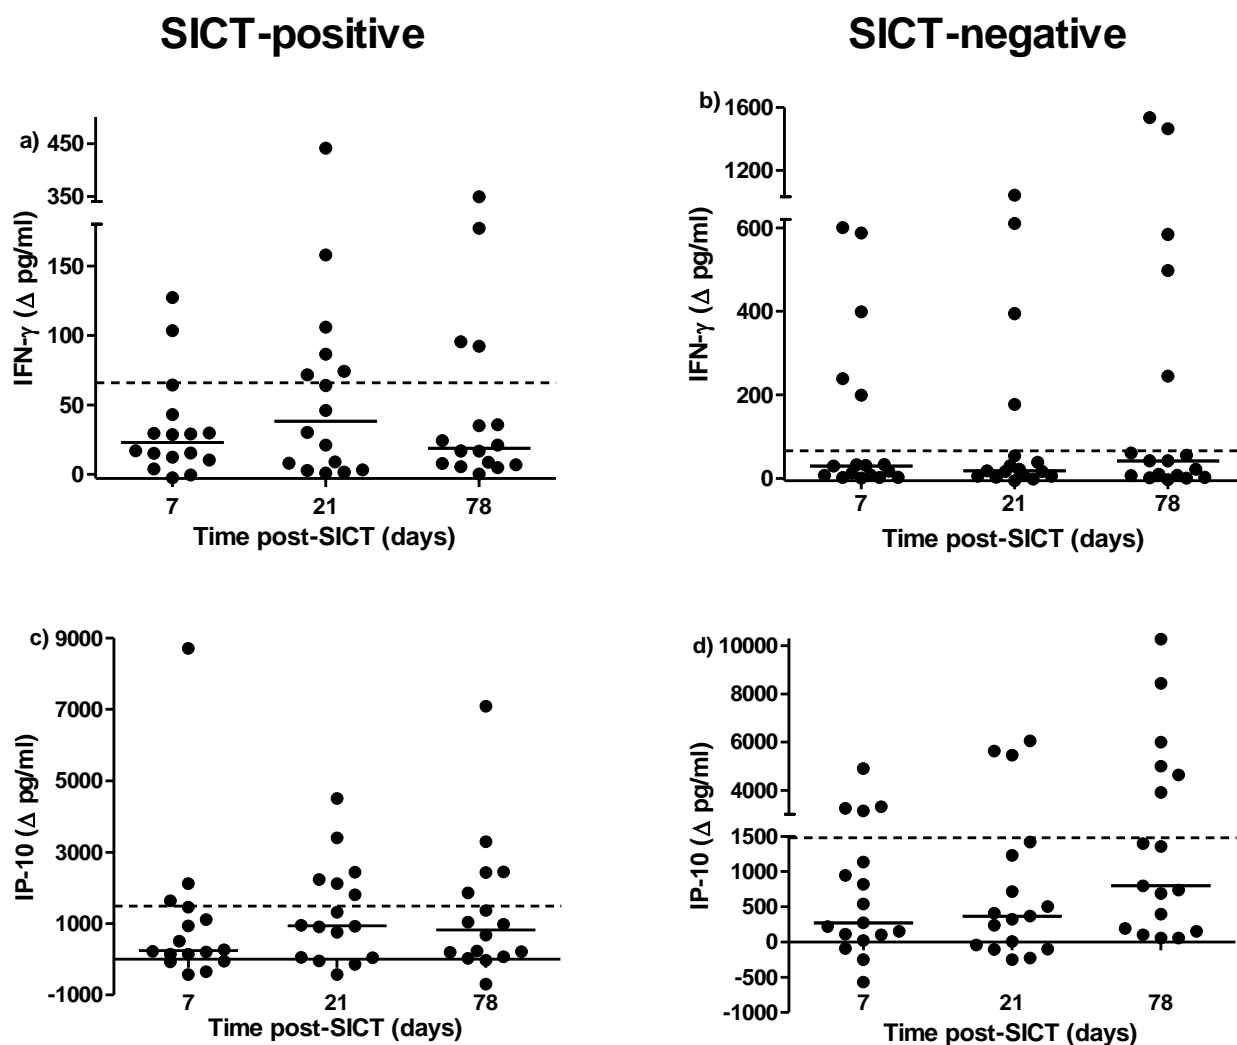 SICT-positive
SICT-negative
a)
450
350
150
100
50
0
IFN-γ (Δ pg/ml)
7 21 78
Time post-SICT (days)
b)
1600
1200
600
400
200
0
IFN-γ (Δ pg/ml)
7 21 78
Time post-SICT (days)
c)
9000
7000
5000
3000
1000
-1000
IP-10 (Δ pg/ml)
7 21 78
Time post-SICT (days)
d)
10000
8000
6000
4000
1500
1000
500
0
-500
-1000
IP-10 (Δ pg/ml)
7 21 78
Time post-SICT (days)